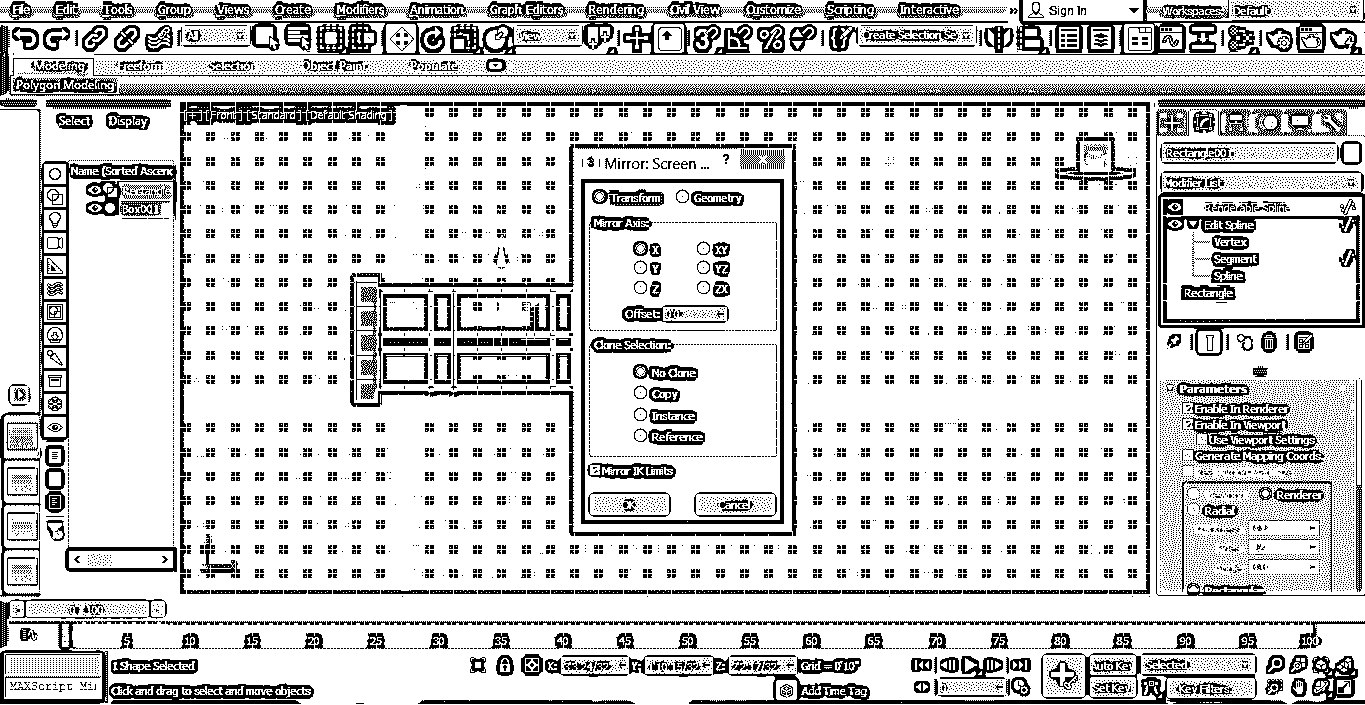 File Edit Tools Group Views Create Modifiers Animation Graph Editors Rendering Civil View Customize Scripting Interactive » Sign In Workspaces: Default
All View Create Selection Se
Modeling Freeform Selection Object Paint Populate
Polygon Modeling
Select Display
Name (Sorted Ascend
Box001
[+] [Front] [Standard] [Default Shading]
Mirror: Screen ... ?
Transform Geometry
Mirror Axis:
X XY
Y YZ
Z ZX
Offset:
Clone Selection:
No Clone
Copy
Instance
Reference
Mirror IK Limits
OK Cancel
Rectangle001
Modifier List
Renderable Spline
Edit Spline
Vertex
Segment
Spline
Rectangle
Parameters
Enable In Renderer
Enable In Viewport
Use Viewport Settings
Generate Mapping Coords.
Renderer
Radial
Rectangular
0 / 100
5 10 15 20 25 30 35 40 45 50 55 60 65 70 75 80 85 90 95 100
1 Shape Selected
X: Y: Z: Grid = 0'10"
Auto Key Selected
MAXScript Mi
Click and drag to select and move objects
Add Time Tag
0
Set Key Key Filters...